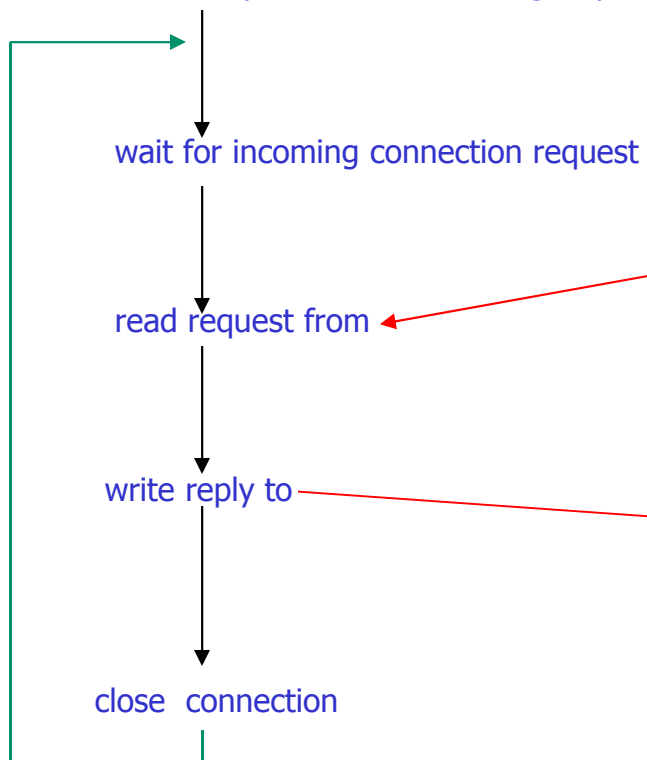 wait for incoming connection request
read request from
write reply to
close connection